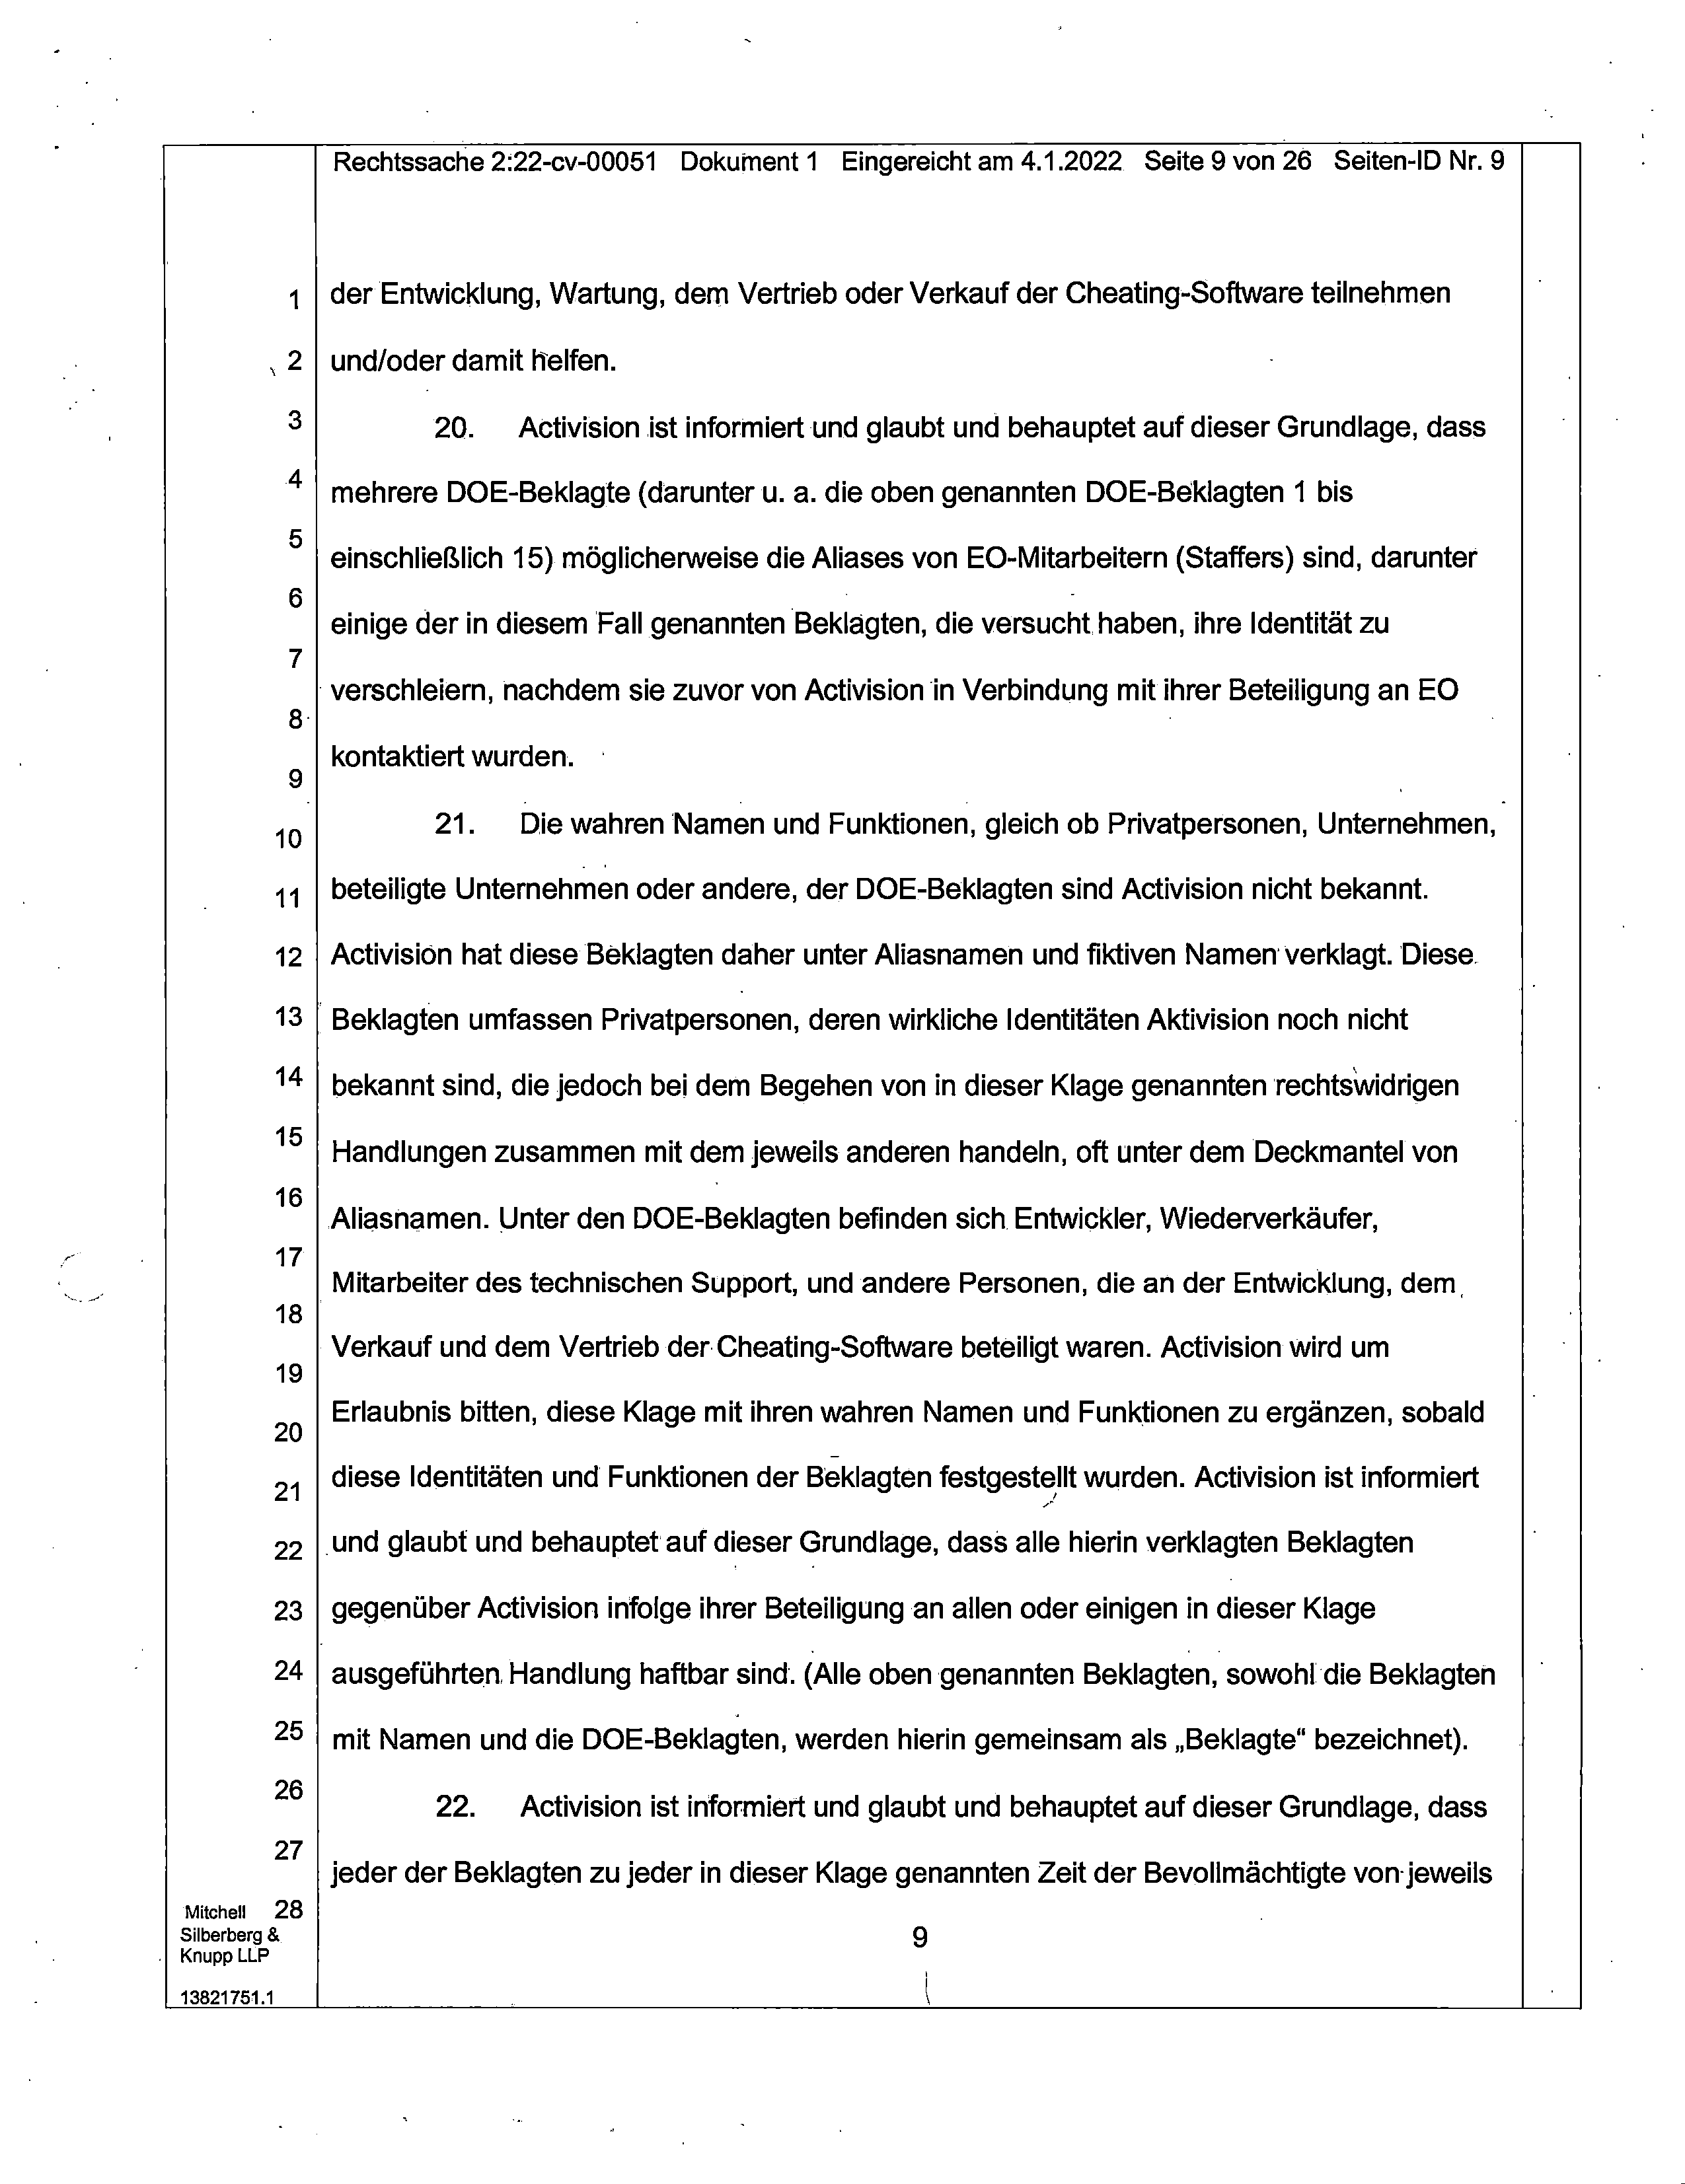 Rechtssache 2:22-cv-00051 Dokument 1 Eingereicht am 4.1.2022 Seite 9 von 26 Seiten-ID Nr. 9
1 der Entwicklung, Wartung, dem Vertrieb oder Verkauf der Cheating-Software teilnehmen
2 und/oder damit helfen.
3 20. Activision ist informiert und glaubt und behauptet auf dieser Grundlage, dass
4 mehrere DOE-Beklagte (darunter u. a. die oben genannten DOE-Beklagten 1 bis
5 einschließlich 15) möglicherweise die Aliases von EO-Mitarbeitern (Staffers) sind, darunter
6 einige der in diesem Fall genannten Beklagten, die versucht haben, ihre Identität zu
7 verschleiern, nachdem sie zuvor von Activision in Verbindung mit ihrer Beteiligung an EO
8 kontaktiert wurden.
9
10 21. Die wahren Namen und Funktionen, gleich ob Privatpersonen, Unternehmen,
11 beteiligte Unternehmen oder andere, der DOE-Beklagten sind Activision nicht bekannt.
12 Activision hat diese Beklagten daher unter Aliasnamen und fiktiven Namen verklagt. Diese
13 Beklagten umfassen Privatpersonen, deren wirkliche Identitäten Aktivision noch nicht
14 bekannt sind, die jedoch bei dem Begehen von in dieser Klage genannten rechtswidrigen
15 Handlungen zusammen mit dem jeweils anderen handeln, oft unter dem Deckmantel von
16 Aliasnamen. Unter den DOE-Beklagten befinden sich Entwickler, Wiederverkäufer,
17 Mitarbeiter des technischen Support, und andere Personen, die an der Entwicklung, dem
18 Verkauf und dem Vertrieb der Cheating-Software beteiligt waren. Activision wird um
19
20 Erlaubnis bitten, diese Klage mit ihren wahren Namen und Funktionen zu ergänzen, sobald
21 diese Identitäten und Funktionen der Beklagten festgestellt wurden. Activision ist informiert
22 und glaubt und behauptet auf dieser Grundlage, dass alle hierin verklagten Beklagten
23 gegenüber Activision infolge ihrer Beteiligung an allen oder einigen in dieser Klage
24 ausgeführten Handlung haftbar sind. (Alle oben genannten Beklagten, sowohl die Beklagten
25 mit Namen und die DOE-Beklagten, werden hierin gemeinsam als „Beklagte“ bezeichnet).
26 22. Activision ist informiert und glaubt und behauptet auf dieser Grundlage, dass
27 jeder der Beklagten zu jeder in dieser Klage genannten Zeit der Bevollmächtigte von jeweils
28
Mitchell
Silberberg &
Knupp LLP
9
13821751.1